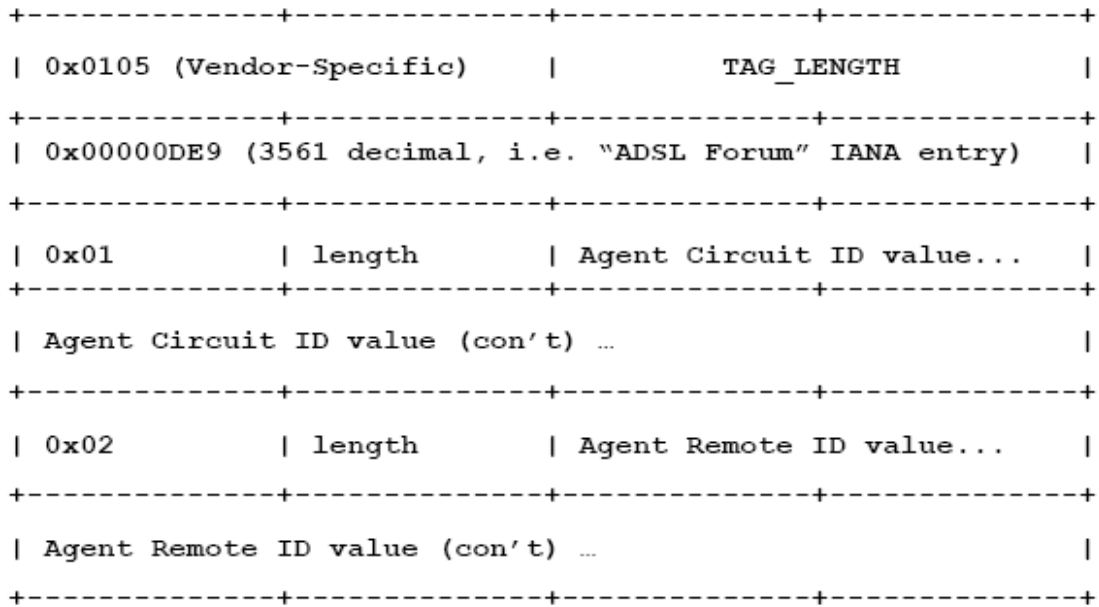 +--------------+--------------+--------------+--------------+
| 0x0105 (Vendor-Specific) | TAG_LENGTH |
+--------------+--------------+--------------+--------------+
| 0x00000DE9 (3561 decimal, i.e. “ADSL Forum” IANA entry) |
+--------------+--------------+--------------+--------------+
| 0x01 | length | Agent Circuit ID value... |
+--------------+--------------+--------------+--------------+
| Agent Circuit ID value (con’t) … |
+--------------+--------------+--------------+--------------+
| 0x02 | length | Agent Remote ID value... |
+--------------+--------------+--------------+--------------+
| Agent Remote ID value (con’t) … |
+--------------+--------------+--------------+--------------+